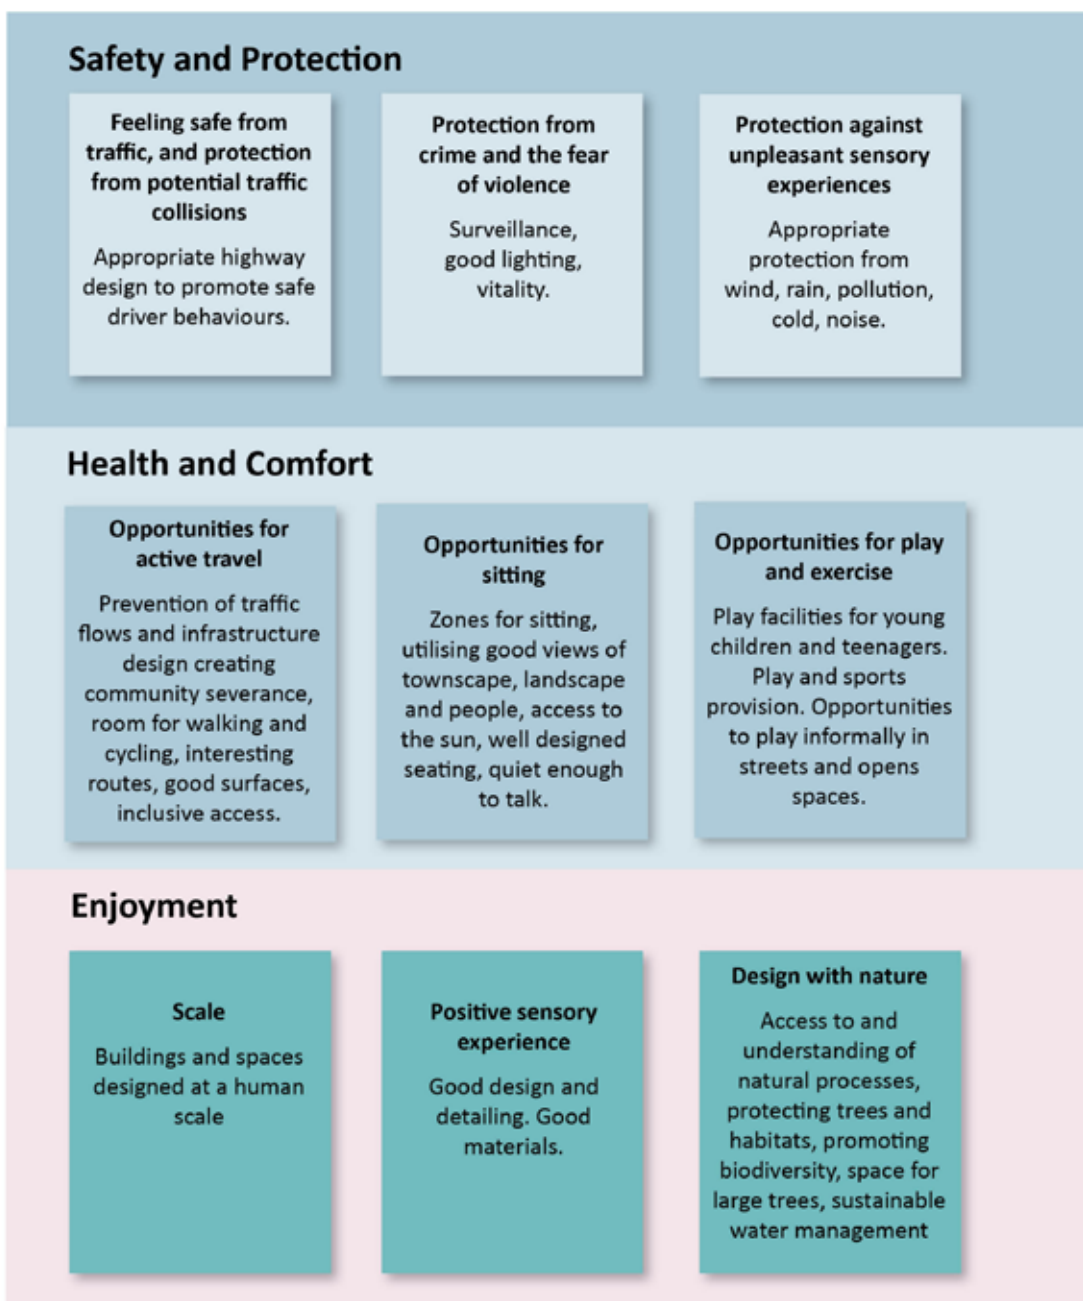 Safety and Protection
Feeling safe from
traffic, and protection
from potential traffic
collisions
Appropriate highway
design to promote safe
driver behaviours.
Protection from
crime and the fear
of violence
Surveillance,
good lighting,
vitality.
Protection against
unpleasant sensory
experiences
Appropriate
protection from
wind, rain, pollution,
cold, noise.
Health and Comfort
Opportunities for
active travel
Prevention of traffic
flows and infrastructure
design creating
community severance,
room for walking and
cycling, interesting
routes, good surfaces,
inclusive access.
Opportunities for
sitting
Zones for sitting,
utilising good views of
townscape, landscape
and people, access to
the sun, well designed
seating, quiet enough
to talk.
Opportunities for play
and exercise
Play facilities for young
children and teenagers.
Play and sports
provision. Opportunities
to play informally in
streets and opens
spaces.
Enjoyment
Scale
Buildings and spaces
designed at a human
scale
Positive sensory
experience
Good design and
detailing. Good
materials.
Design with nature
Access to and
understanding of
natural processes,
protecting trees and
habitats, promoting
biodiversity, space for
large trees, sustainable
water management